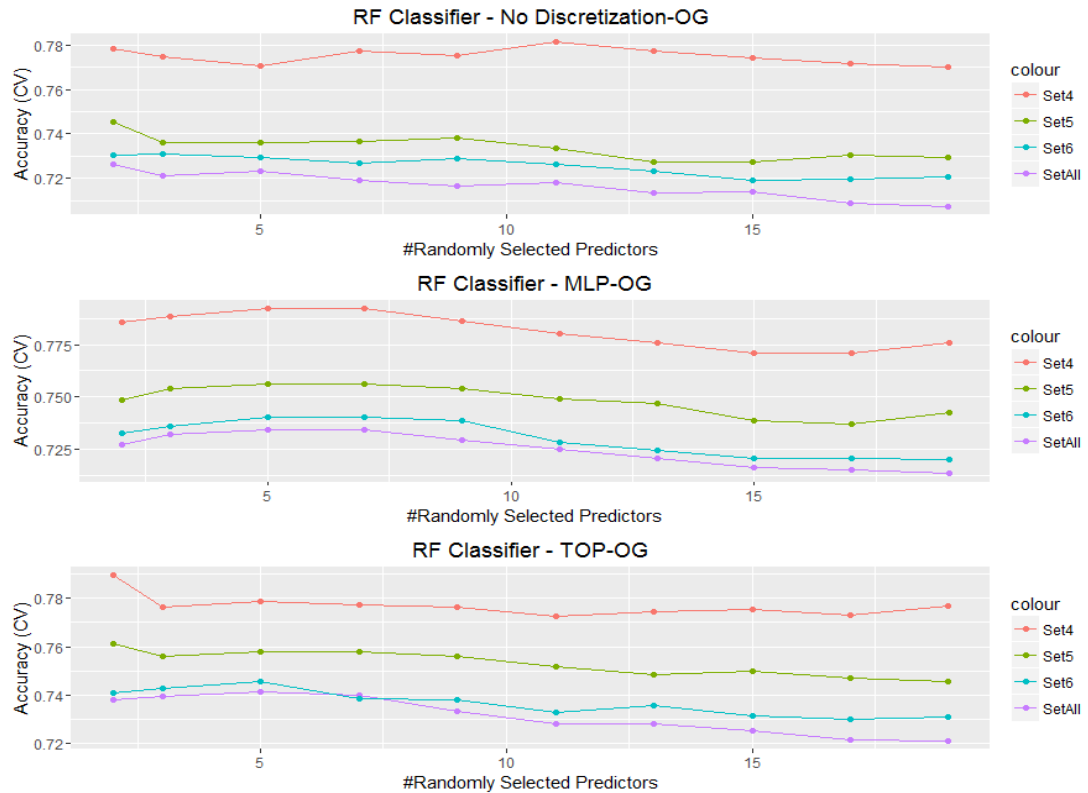 RF Classifier - No Discretization-OG
Accuracy (CV)
0.78
0.76
0.74
0.72
5
10
15
#Randomly Selected Predictors
colour
Set4
Set5
Set6
SetAll
RF Classifier - MLP-OG
Accuracy (CV)
0.775
0.750
0.725
5
10
15
#Randomly Selected Predictors
colour
Set4
Set5
Set6
SetAll
RF Classifier - TOP-OG
Accuracy (CV)
0.78
0.76
0.74
0.72
5
10
15
#Randomly Selected Predictors
colour
Set4
Set5
Set6
SetAll